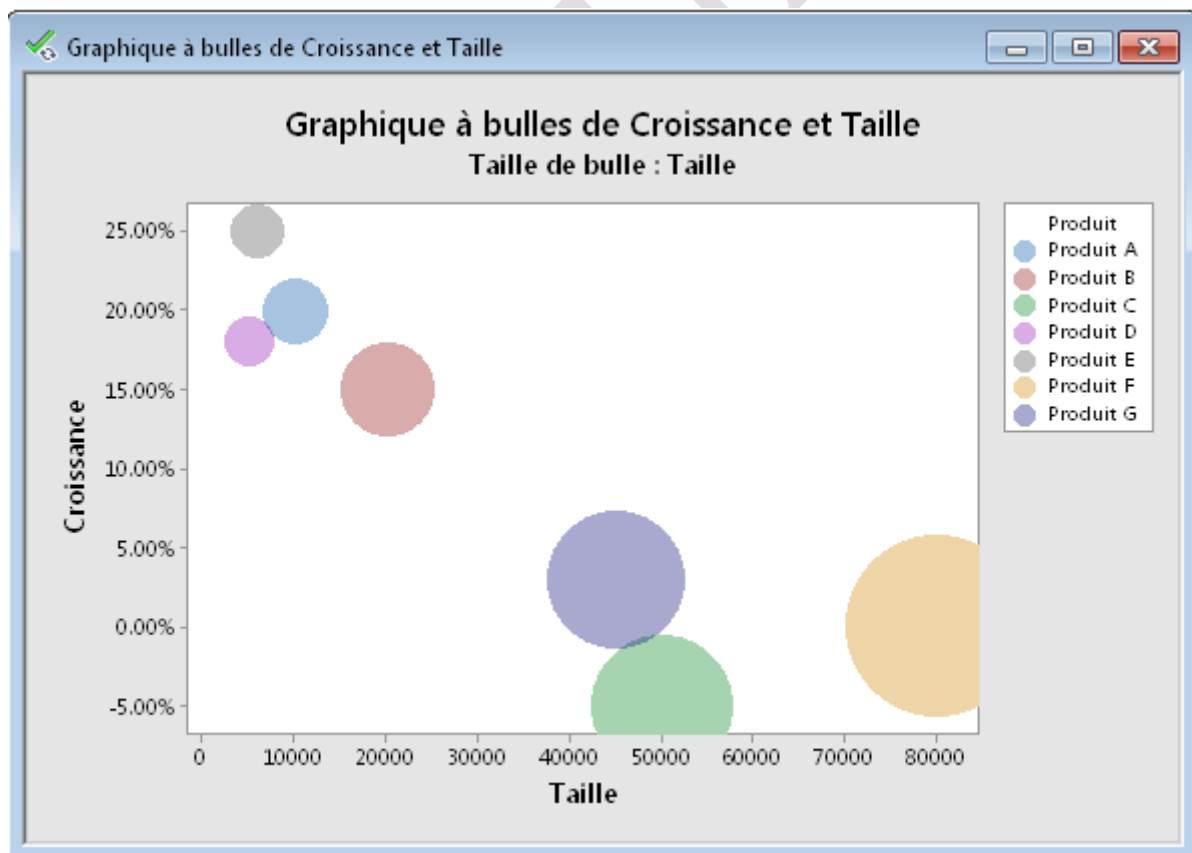 Graphique à bulles de Croissance et Taille
Graphique à bulles de Croissance et Taille
Taille de bulle : Taille
25.00%
20.00%
15.00%
10.00%
5.00%
0.00%
-5.00%
Croissance
0 10000 20000 30000 40000 50000 60000 70000 80000
Taille
Produit
Produit A
Produit B
Produit C
Produit D
Produit E
Produit F
Produit G